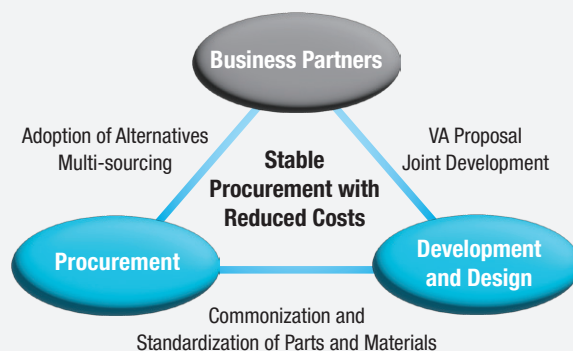 Business Partners
Adoption of Alternatives
Multi-sourcing
VA Proposal
Joint Development
Stable
Procurement with
Reduced Costs
Procurement
Development
and Design
Commonization and
Standardization of Parts and Materials